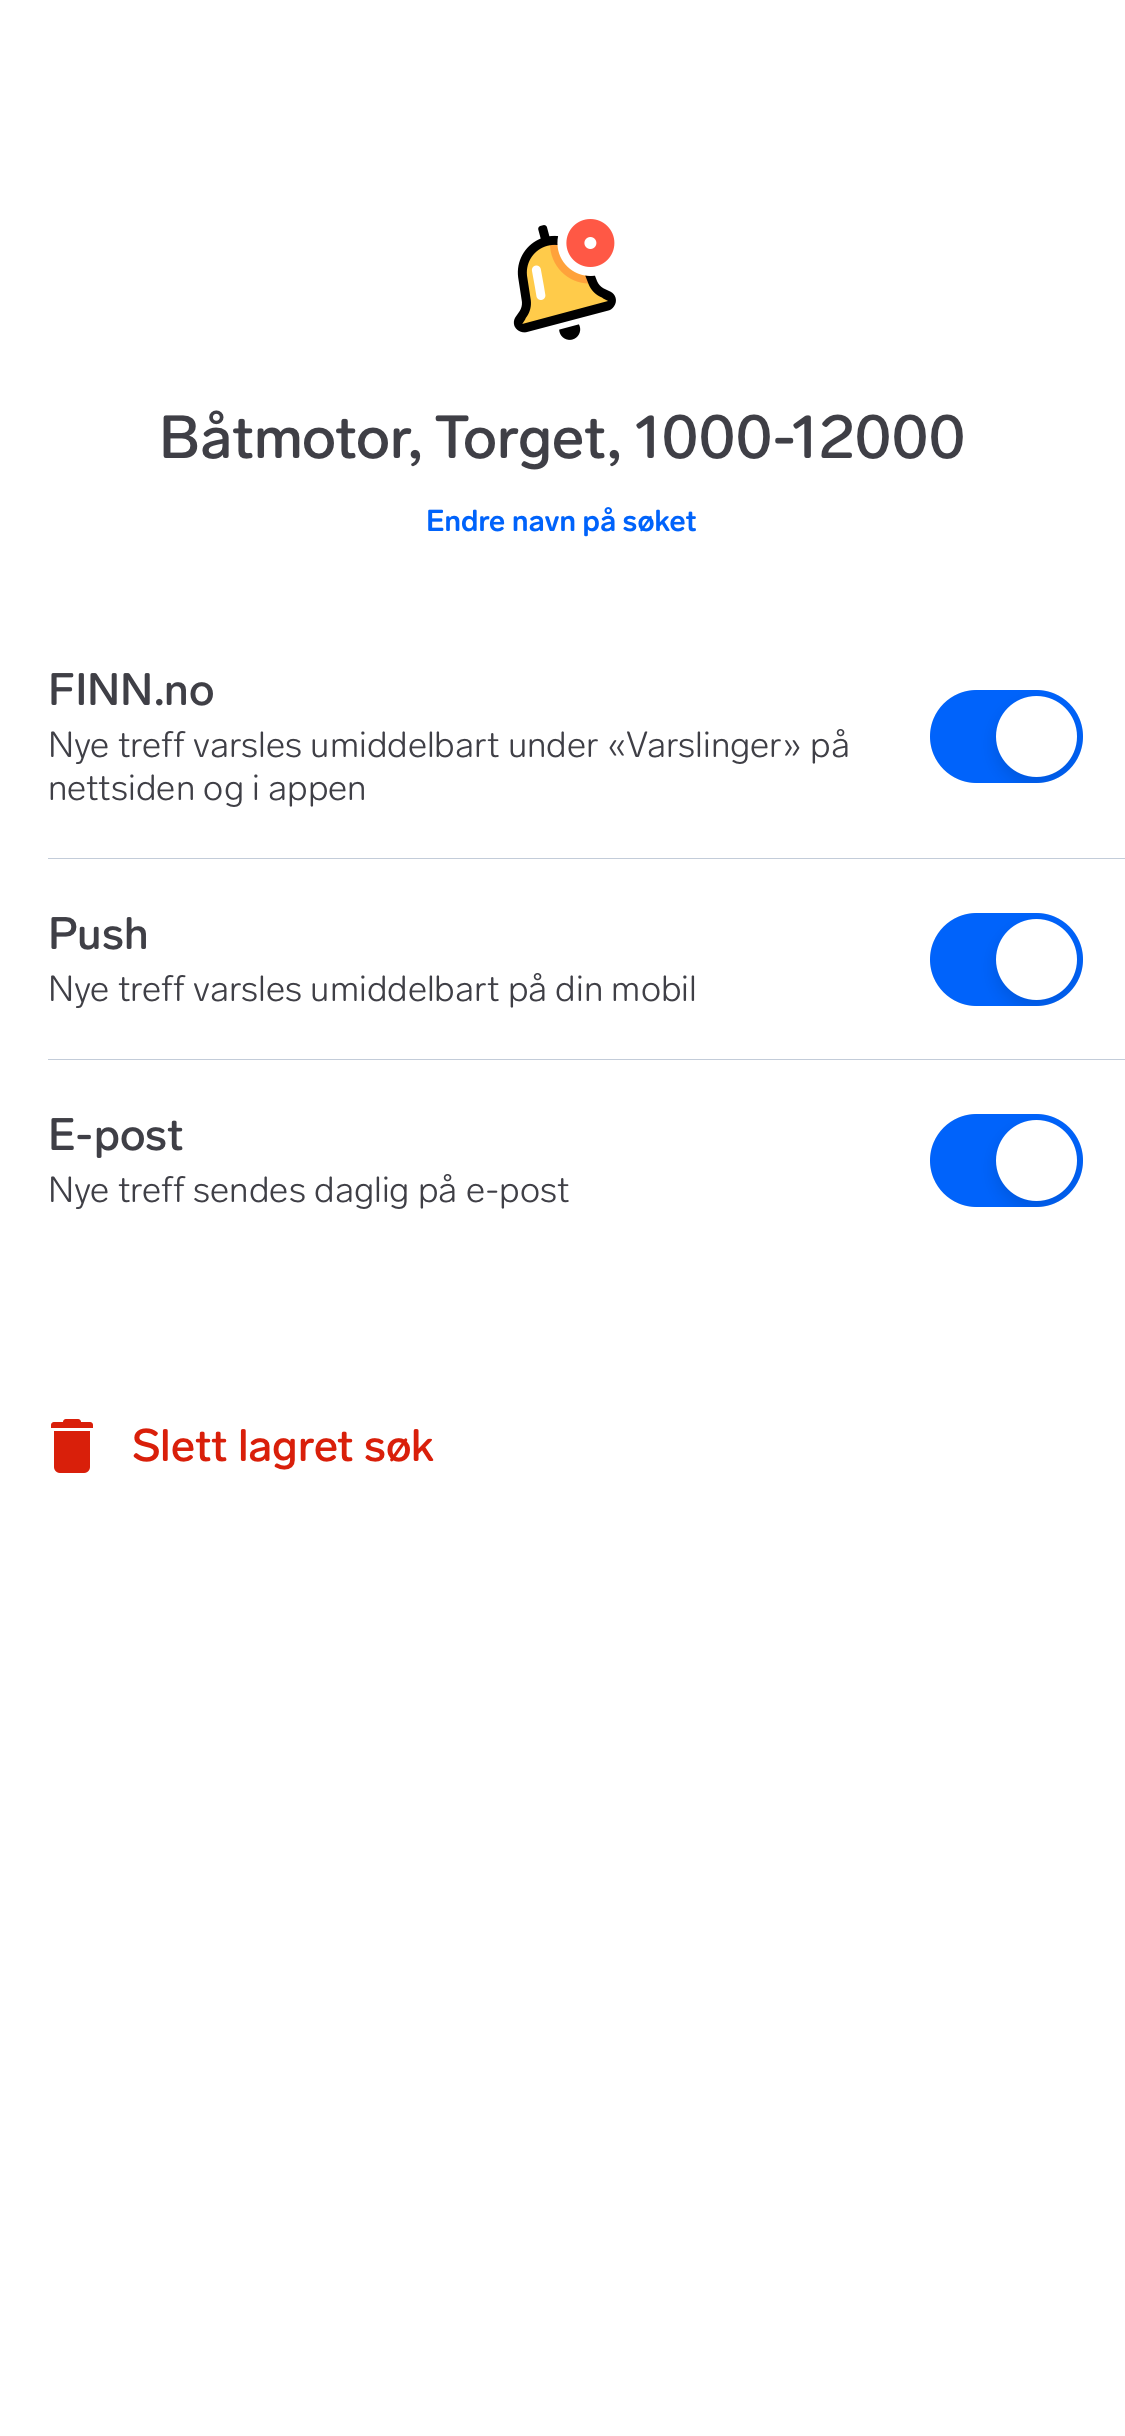 Båtmotor, Torget, 1000-12000
Endre navn på søket
FINN.no
Nye treff varsles umiddelbart under «Varslinger» på
nettsiden og i appen
Push
Nye treff varsles umiddelbart på din mobil
E-post
Nye treff sendes daglig på e-post
Slett lagret søk